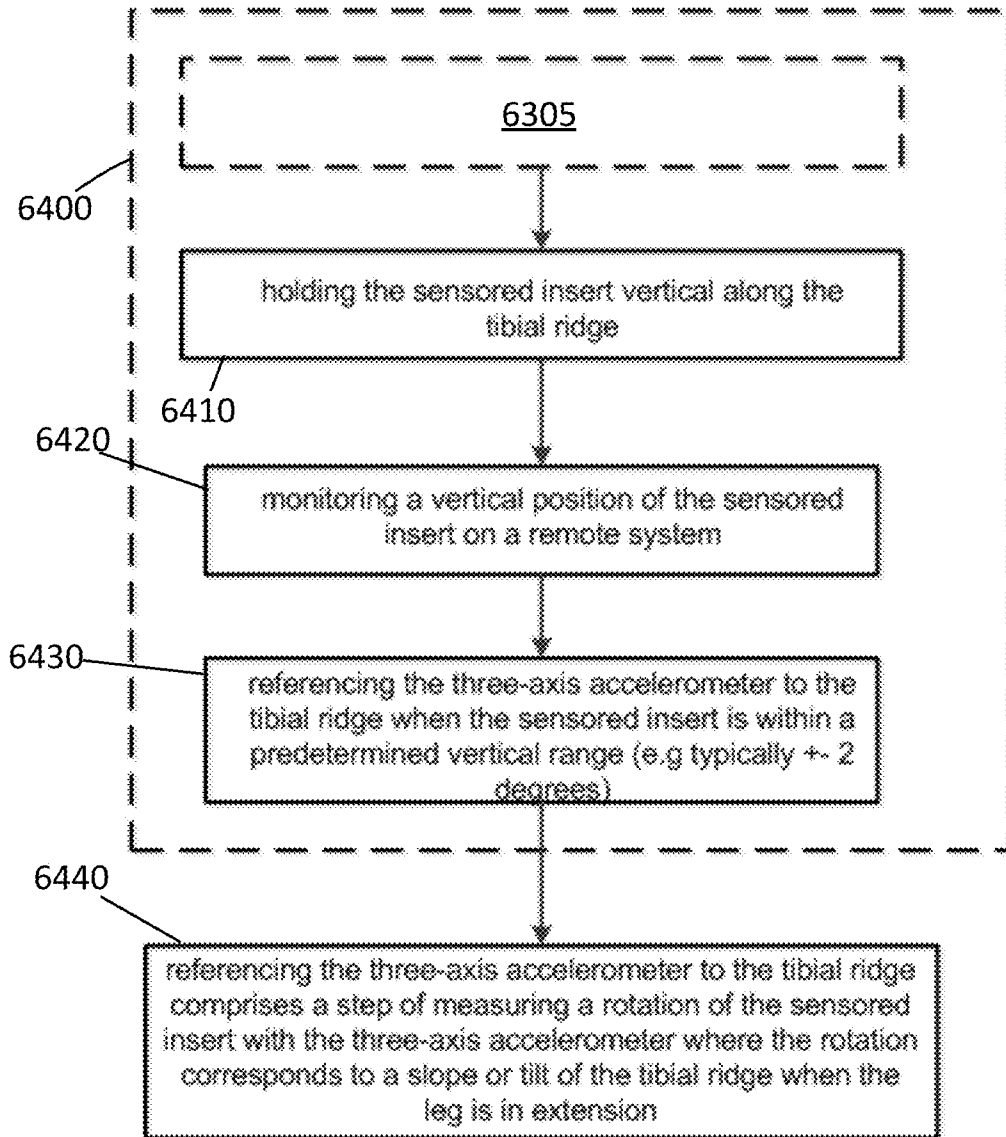 6305
6400
holding the sensored insert vertical along the
tibial ridge
6410
6420
monitoring a vertical position of the sensored
insert on a remote system
6430
referencing the three-axis accelerometer to the
tibial ridge when the sensored insert is within a
predetermined vertical range (e.g typically +- 2
degrees)
6440
referencing the three-axis accelerometer to the tibial ridge
comprises a step of measuring a rotation of the sensored
insert with the three-axis accelerometer where the rotation
corresponds to a slope or tilt of the tibial ridge when the
leg is in extension